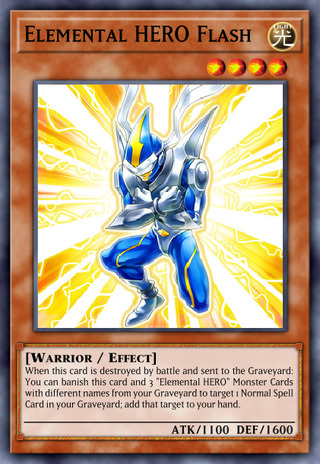 Elemental HERO Flash
LIGHT
光
[Warrior / Effect]
When this card is destroyed by battle and sent to the Graveyard:
You can banish this card and 3 "Elemental HERO" Monster Cards
with different names from your Graveyard to target 1 Normal Spell
Card in your Graveyard; add that target to your hand.
ATK/1100 DEF/1600